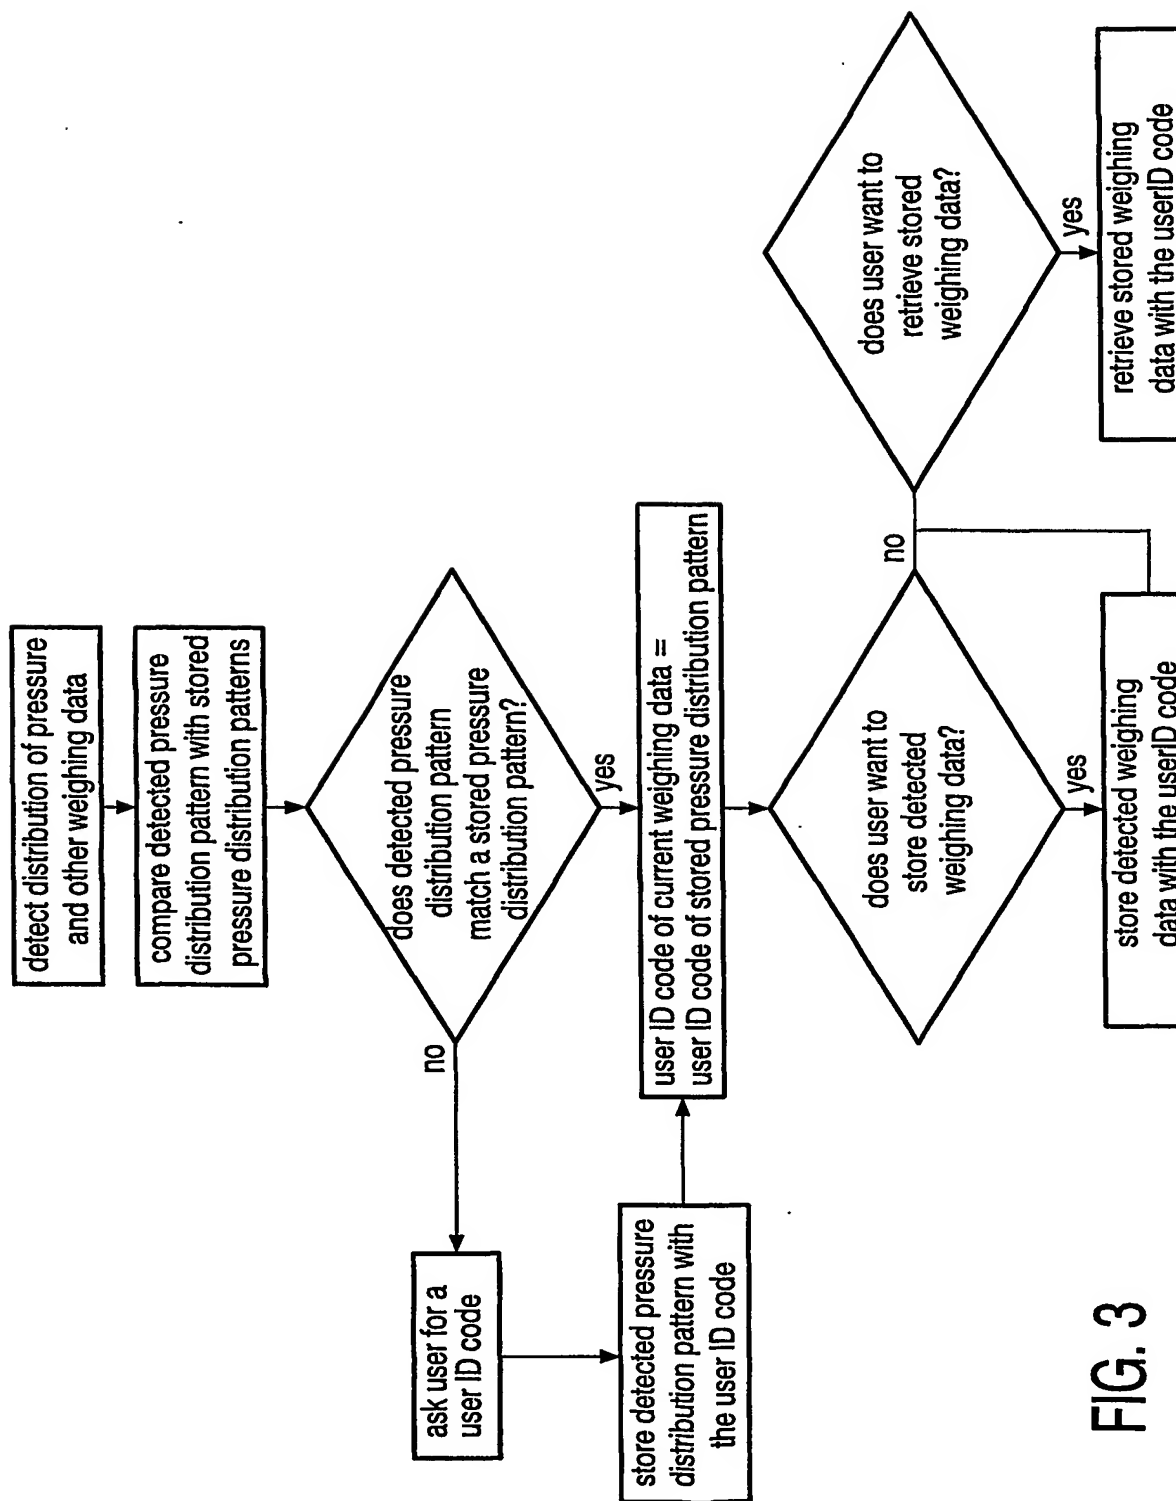 detect distribution of pressure
and other weighing data
compare detected pressure
distribution pattern with stored
pressure distribution patterns
does detected pressure
distribution pattern
match a stored pressure
distribution pattern?
no
yes
ask user for a
user ID code
store detected pressure
distribution pattern with
the user ID code
user ID code of current weighing data =
user ID code of stored pressure distribution pattern
does user want to
store detected
weighing data?
no
yes
store detected weighing
data with the userID code
does user want to
retrieve stored
weighing data?
yes
retrieve stored weighing
data with the userID code
FIG. 3